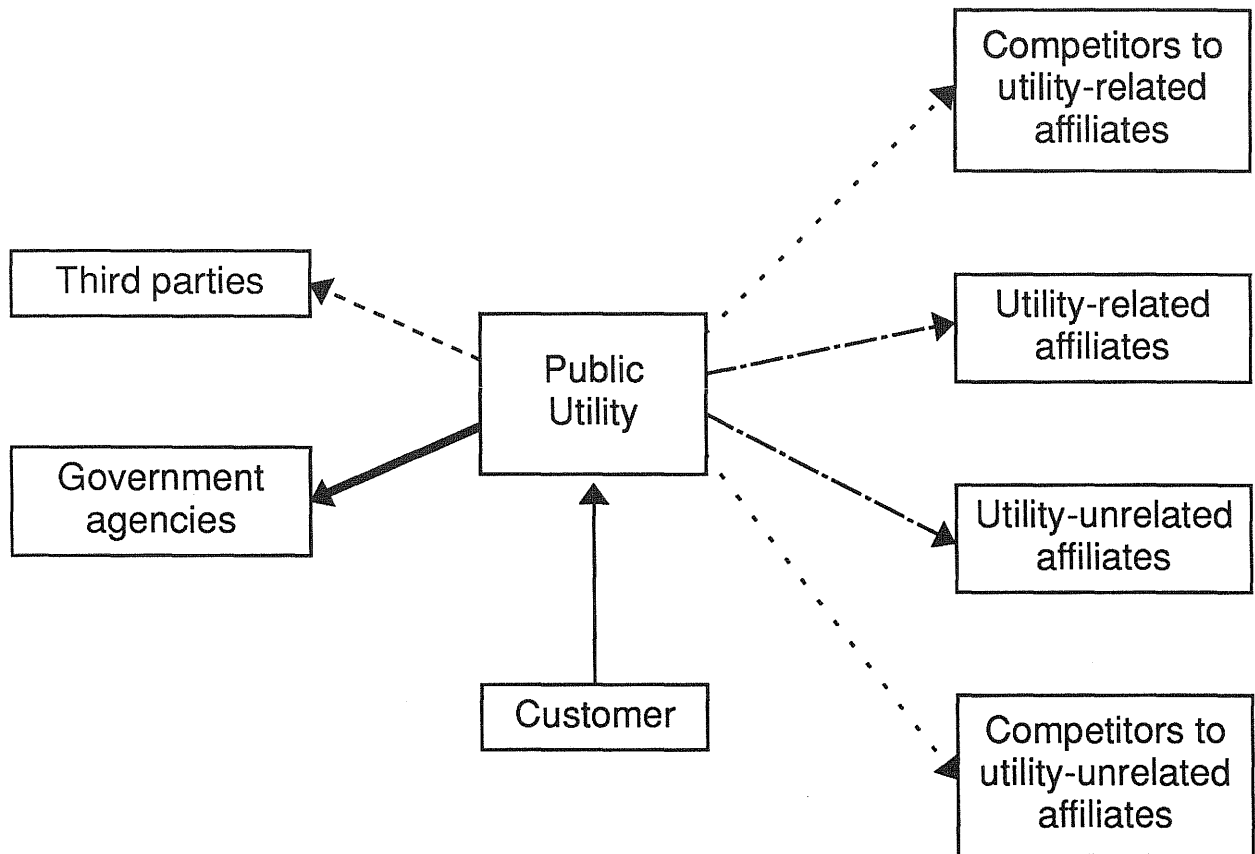 Competitors to
utility-related
affiliates
Third parties
Utility-related
affiliates
Public
Utility
Government
agencies
Utility-unrelated
affiliates
Customer
Competitors to
utility-unrelated
affiliates